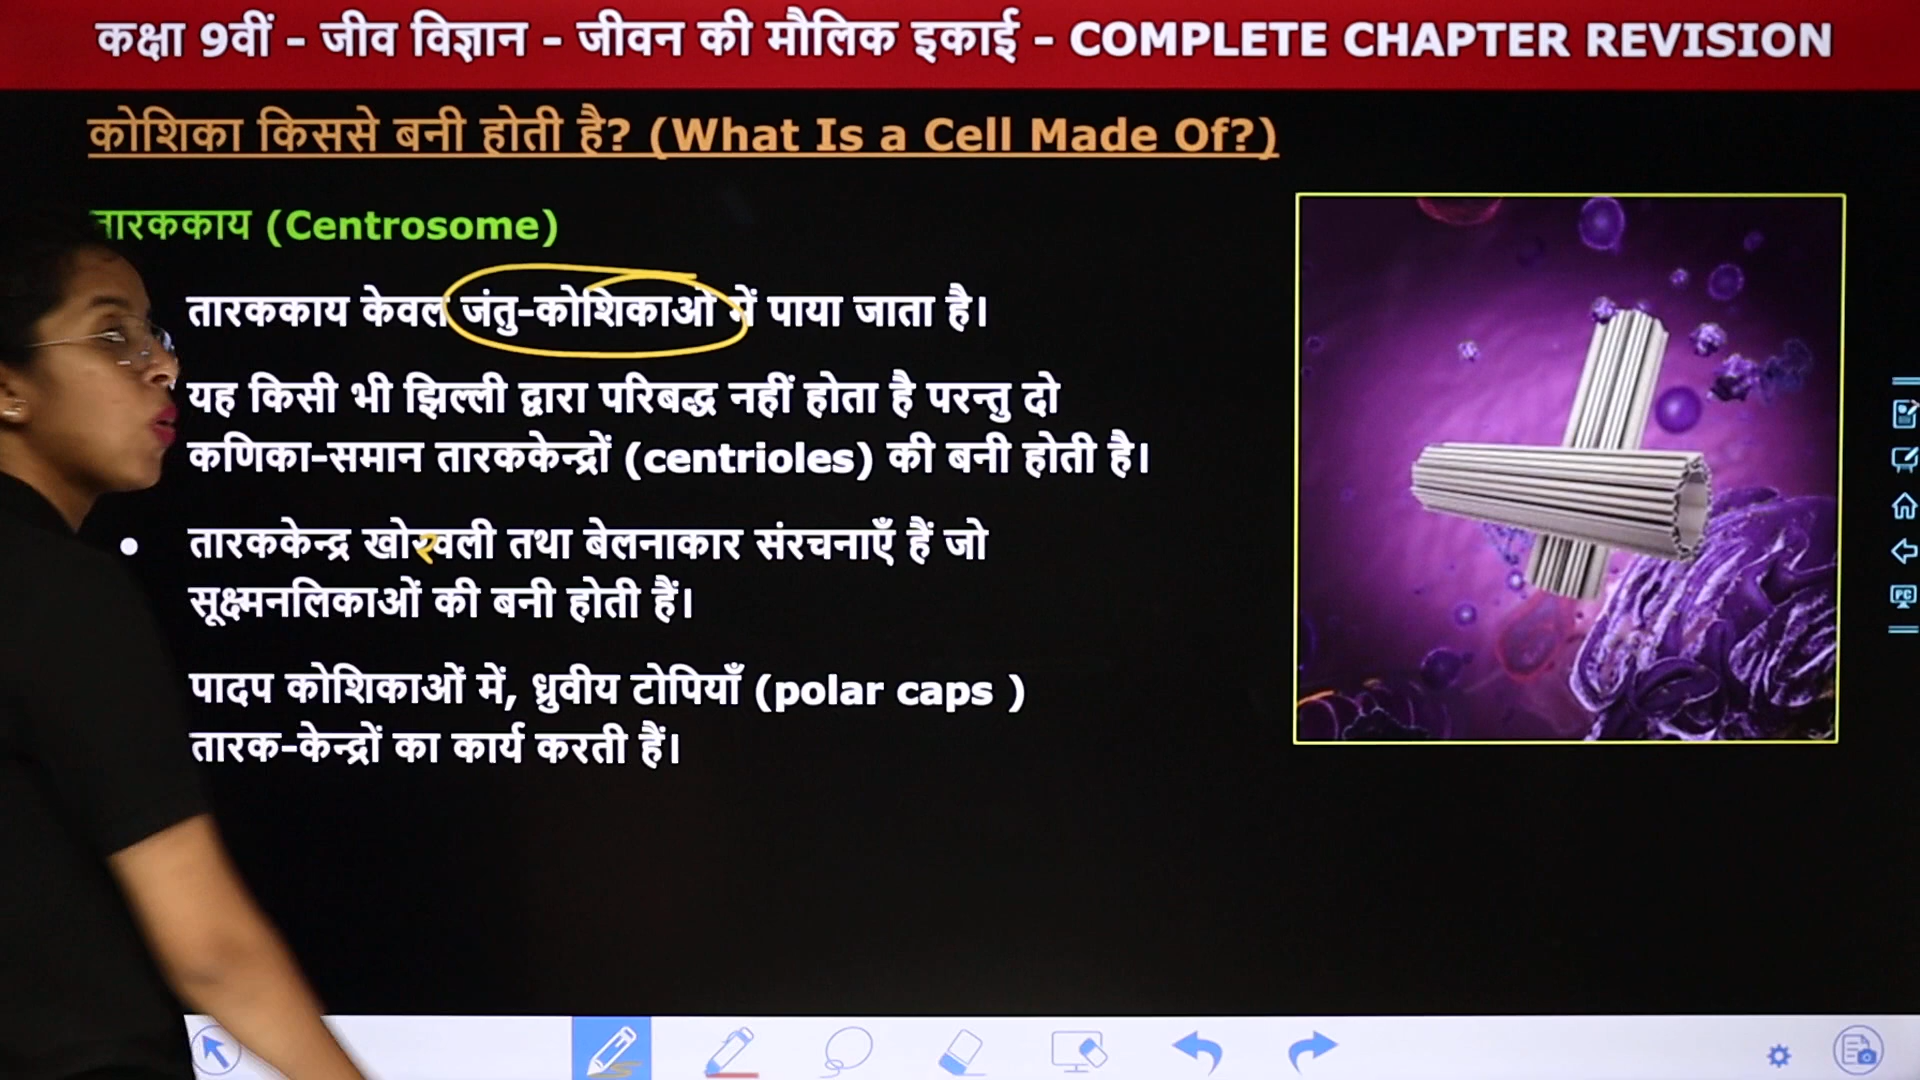 कक्षा 9वीं - जीव विज्ञान - जीवन की मौलिक इकाई - COMPLETE CHAPTER REVISION
कोशिका किससे बनी होती है? (What Is a Cell Made Of?)
तारककाय (Centrosome)
तारककाय केवल जंतु-कोशिकाओं में पाया जाता है।
यह किसी भी झिल्ली द्वारा परिबद्ध नहीं होता है परन्तु दो
कणिका-समान तारककेन्द्रों (centrioles) की बनी होती है।
तारककेन्द्र खोरवली तथा बेलनाकार संरचनाएँ हैं जो
सूक्ष्मनलिकाओं की बनी होती हैं।
पादप कोशिकाओं में, ध्रुवीय टोपियाँ (polar caps )
तारक-केन्द्रों का कार्य करती हैं।
PC